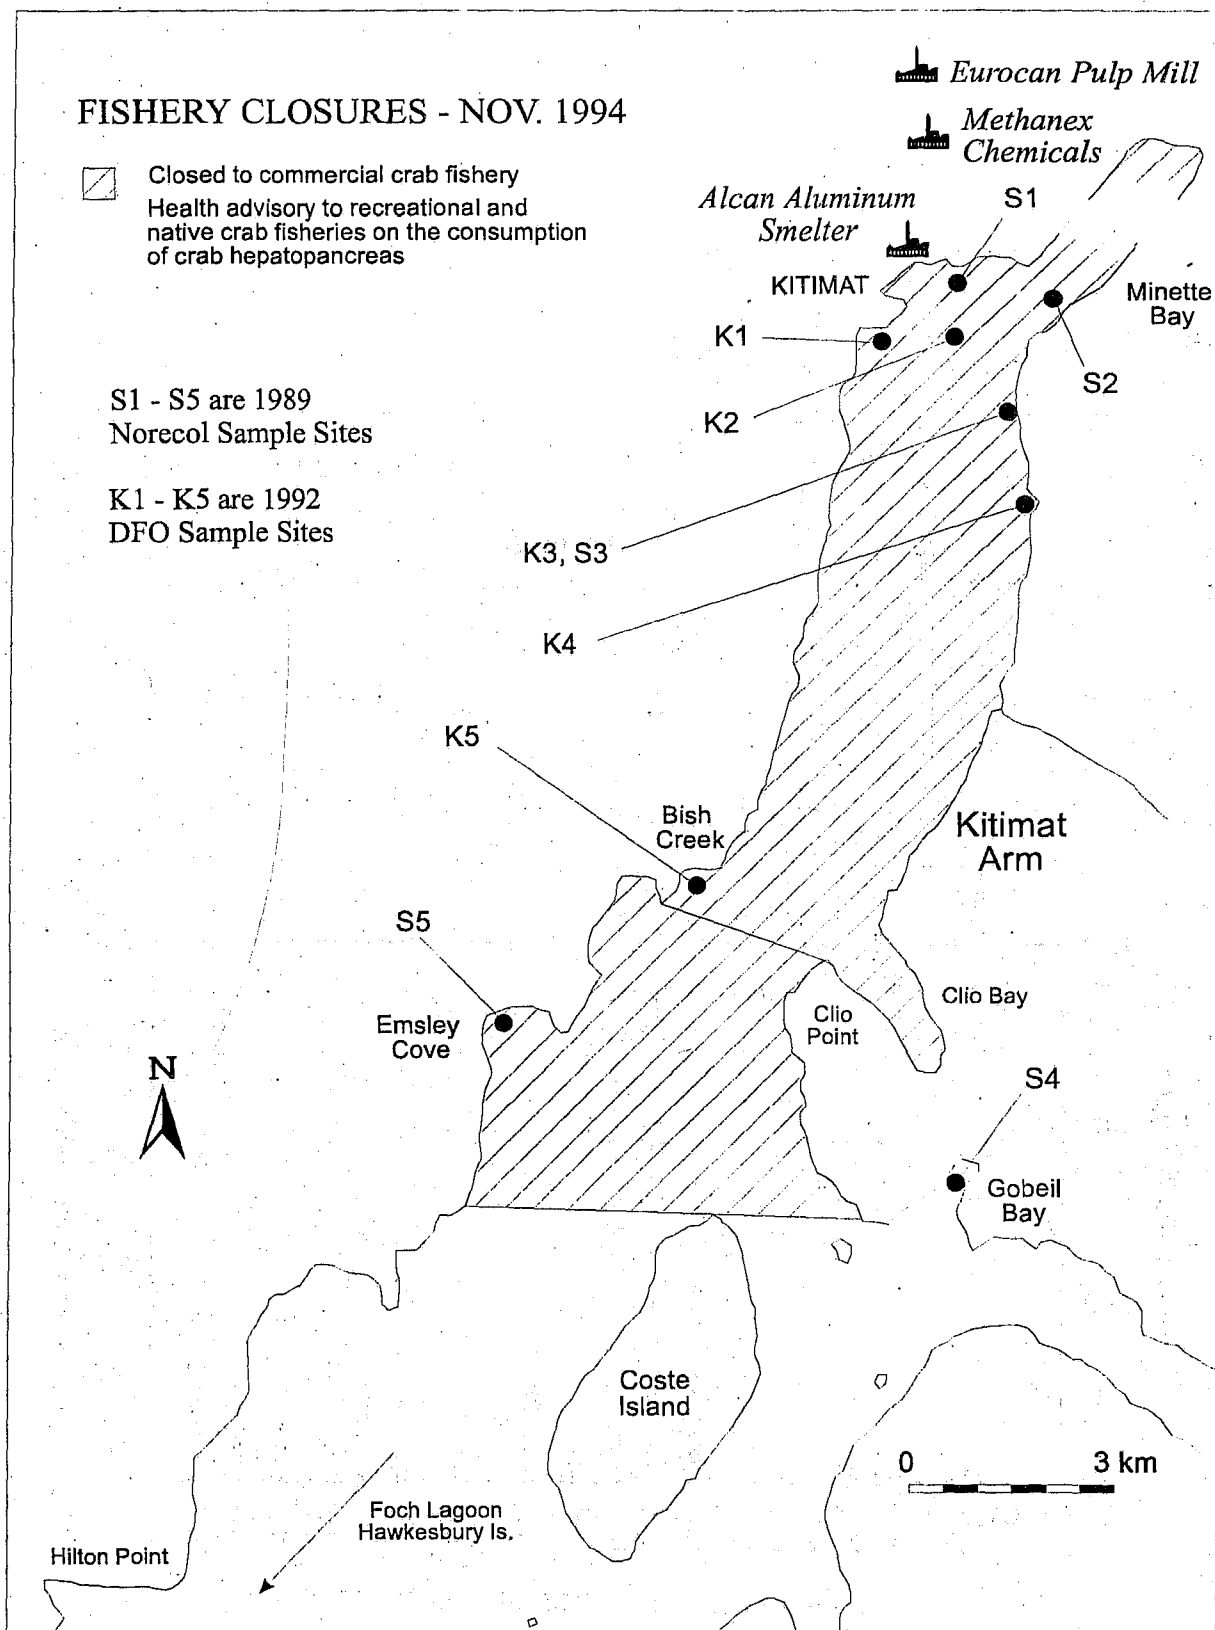 Eurocan Pulp Mill
FISHERY CLOSURES - NOV. 1994
Methanex
Chemicals
Closed to commercial crab fishery
Health advisory to recreational and
native crab fisheries on the consumption
of crab hepatopancreas
Alcan Aluminum
Smelter
S1
KITIMAT
Minette
Bay
K1
S2
S1 - S5 are 1989
Norecol Sample Sites
K2
K1 - K5 are 1992
DFO Sample Sites
K3, S3
K4
K5
Bish
Creek
Kitimat
Arm
S5
Clio Bay
Clio
Point
Emsley
Cove
N
S4
Gobeil
Bay
Coste
Island
0 3 km
Foch Lagoon
Hawkesbury Is.
Hilton Point